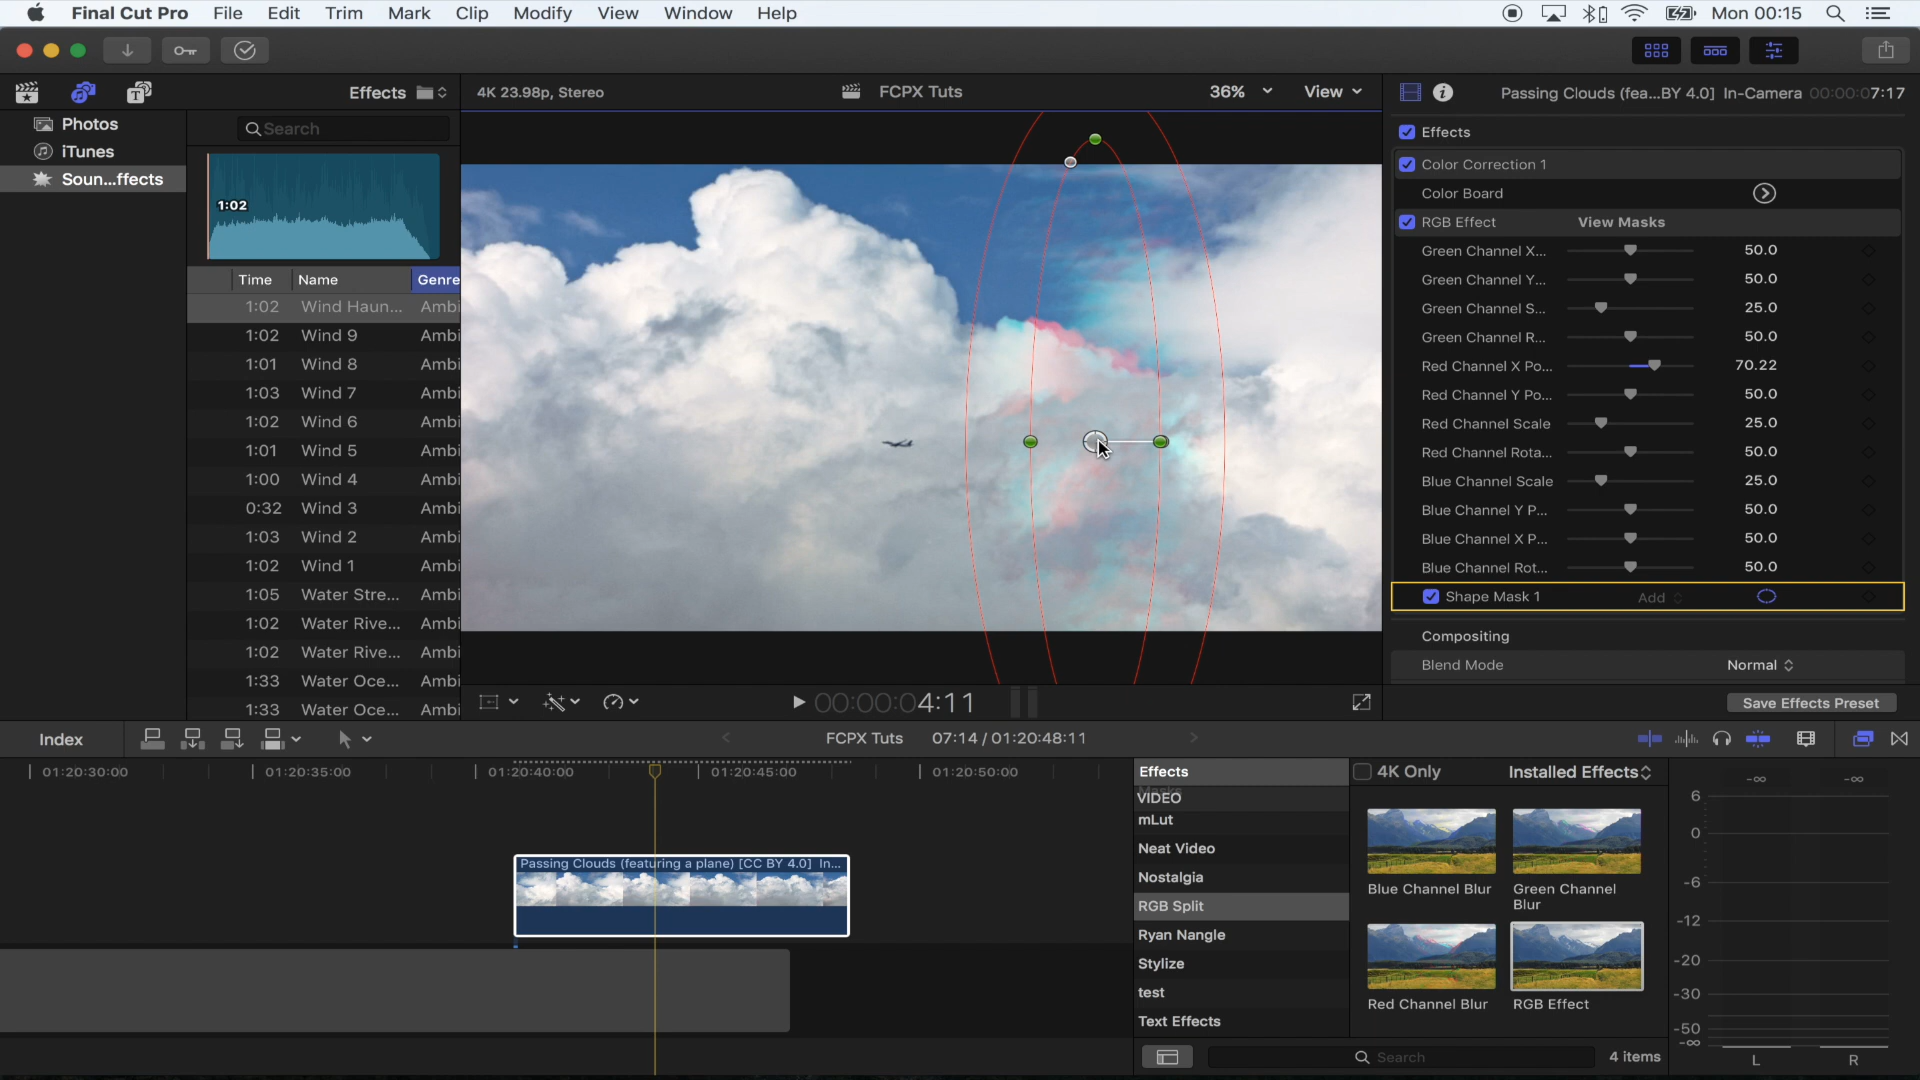 Final Cut Pro File Edit Trim Mark Clip Modify View Window Help Mon 00:15
Effects
4K 23.98p, Stereo
FCPX Tuts
36%
View
Passing Clouds (fea...BY 4.0] In-Camera 00:00:07:17
Photos
iTunes
Soun...ffects
Search
1:02
Time Name Genre
1:02 Wind Haun... Ambi
1:02 Wind 9 Ambi
1:01 Wind 8 Ambi
1:03 Wind 7 Ambi
1:02 Wind 6 Ambi
1:01 Wind 5 Ambi
1:00 Wind 4 Ambi
0:32 Wind 3 Ambi
1:03 Wind 2 Ambi
1:02 Wind 1 Ambi
1:05 Water Stre... Ambi
1:02 Water Rive... Ambi
1:02 Water Rive... Ambi
1:33 Water Oce... Ambi
1:33 Water Oce... Ambi
00:00:04:11
Effects
Color Correction 1
Color Board
RGB Effect View Masks
Green Channel X... 50.0
Green Channel Y... 50.0
Green Channel S... 25.0
Green Channel R... 50.0
Red Channel X Po... 70.22
Red Channel Y Po... 50.0
Red Channel Scale 25.0
Red Channel Rota... 50.0
Blue Channel Scale 25.0
Blue Channel Y P... 50.0
Blue Channel X P... 50.0
Blue Channel Rot... 50.0
Shape Mask 1 Add
Compositing
Blend Mode Normal
Save Effects Preset
Index
FCPX Tuts 07:14 / 01:20:48:11
01:20:30:00 01:20:35:00 01:20:40:00 01:20:45:00 01:20:50:00
Passing Clouds (featuring a plane) [CC BY 4.0] In...
Effects
Masks
VIDEO
mLut
Neat Video
Nostalgia
RGB Split
Ryan Nangle
Stylize
test
Text Effects
4K Only
Installed Effects
Blue Channel Blur
Green Channel
Blur
Red Channel Blur
RGB Effect
Search
4 items
-∞ -∞
6
0
-6
-12
-20
-30
-50
-∞
L R